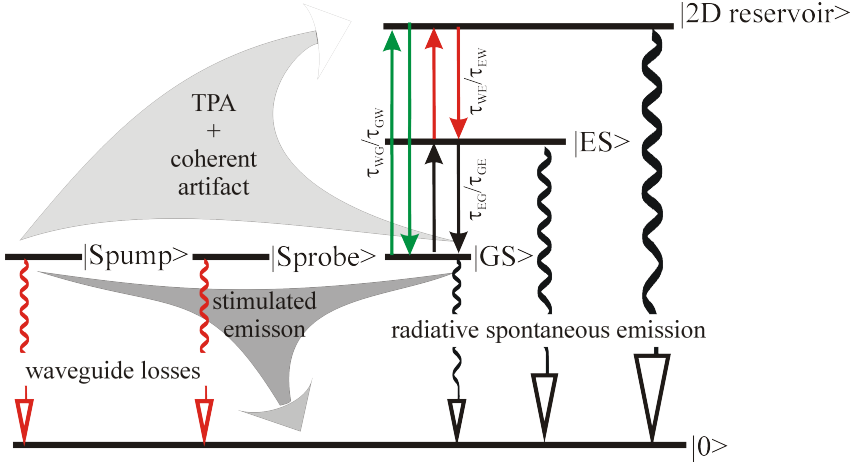 |2D reservoir>
TPA
+
coherent
artifact
τWG/τGW
τWE/τEW
|ES>
τEG/τGE
|Spump>
|Sprobe>
|GS>
stimulated
emisson
radiative spontaneous emission
waveguide losses
|0>